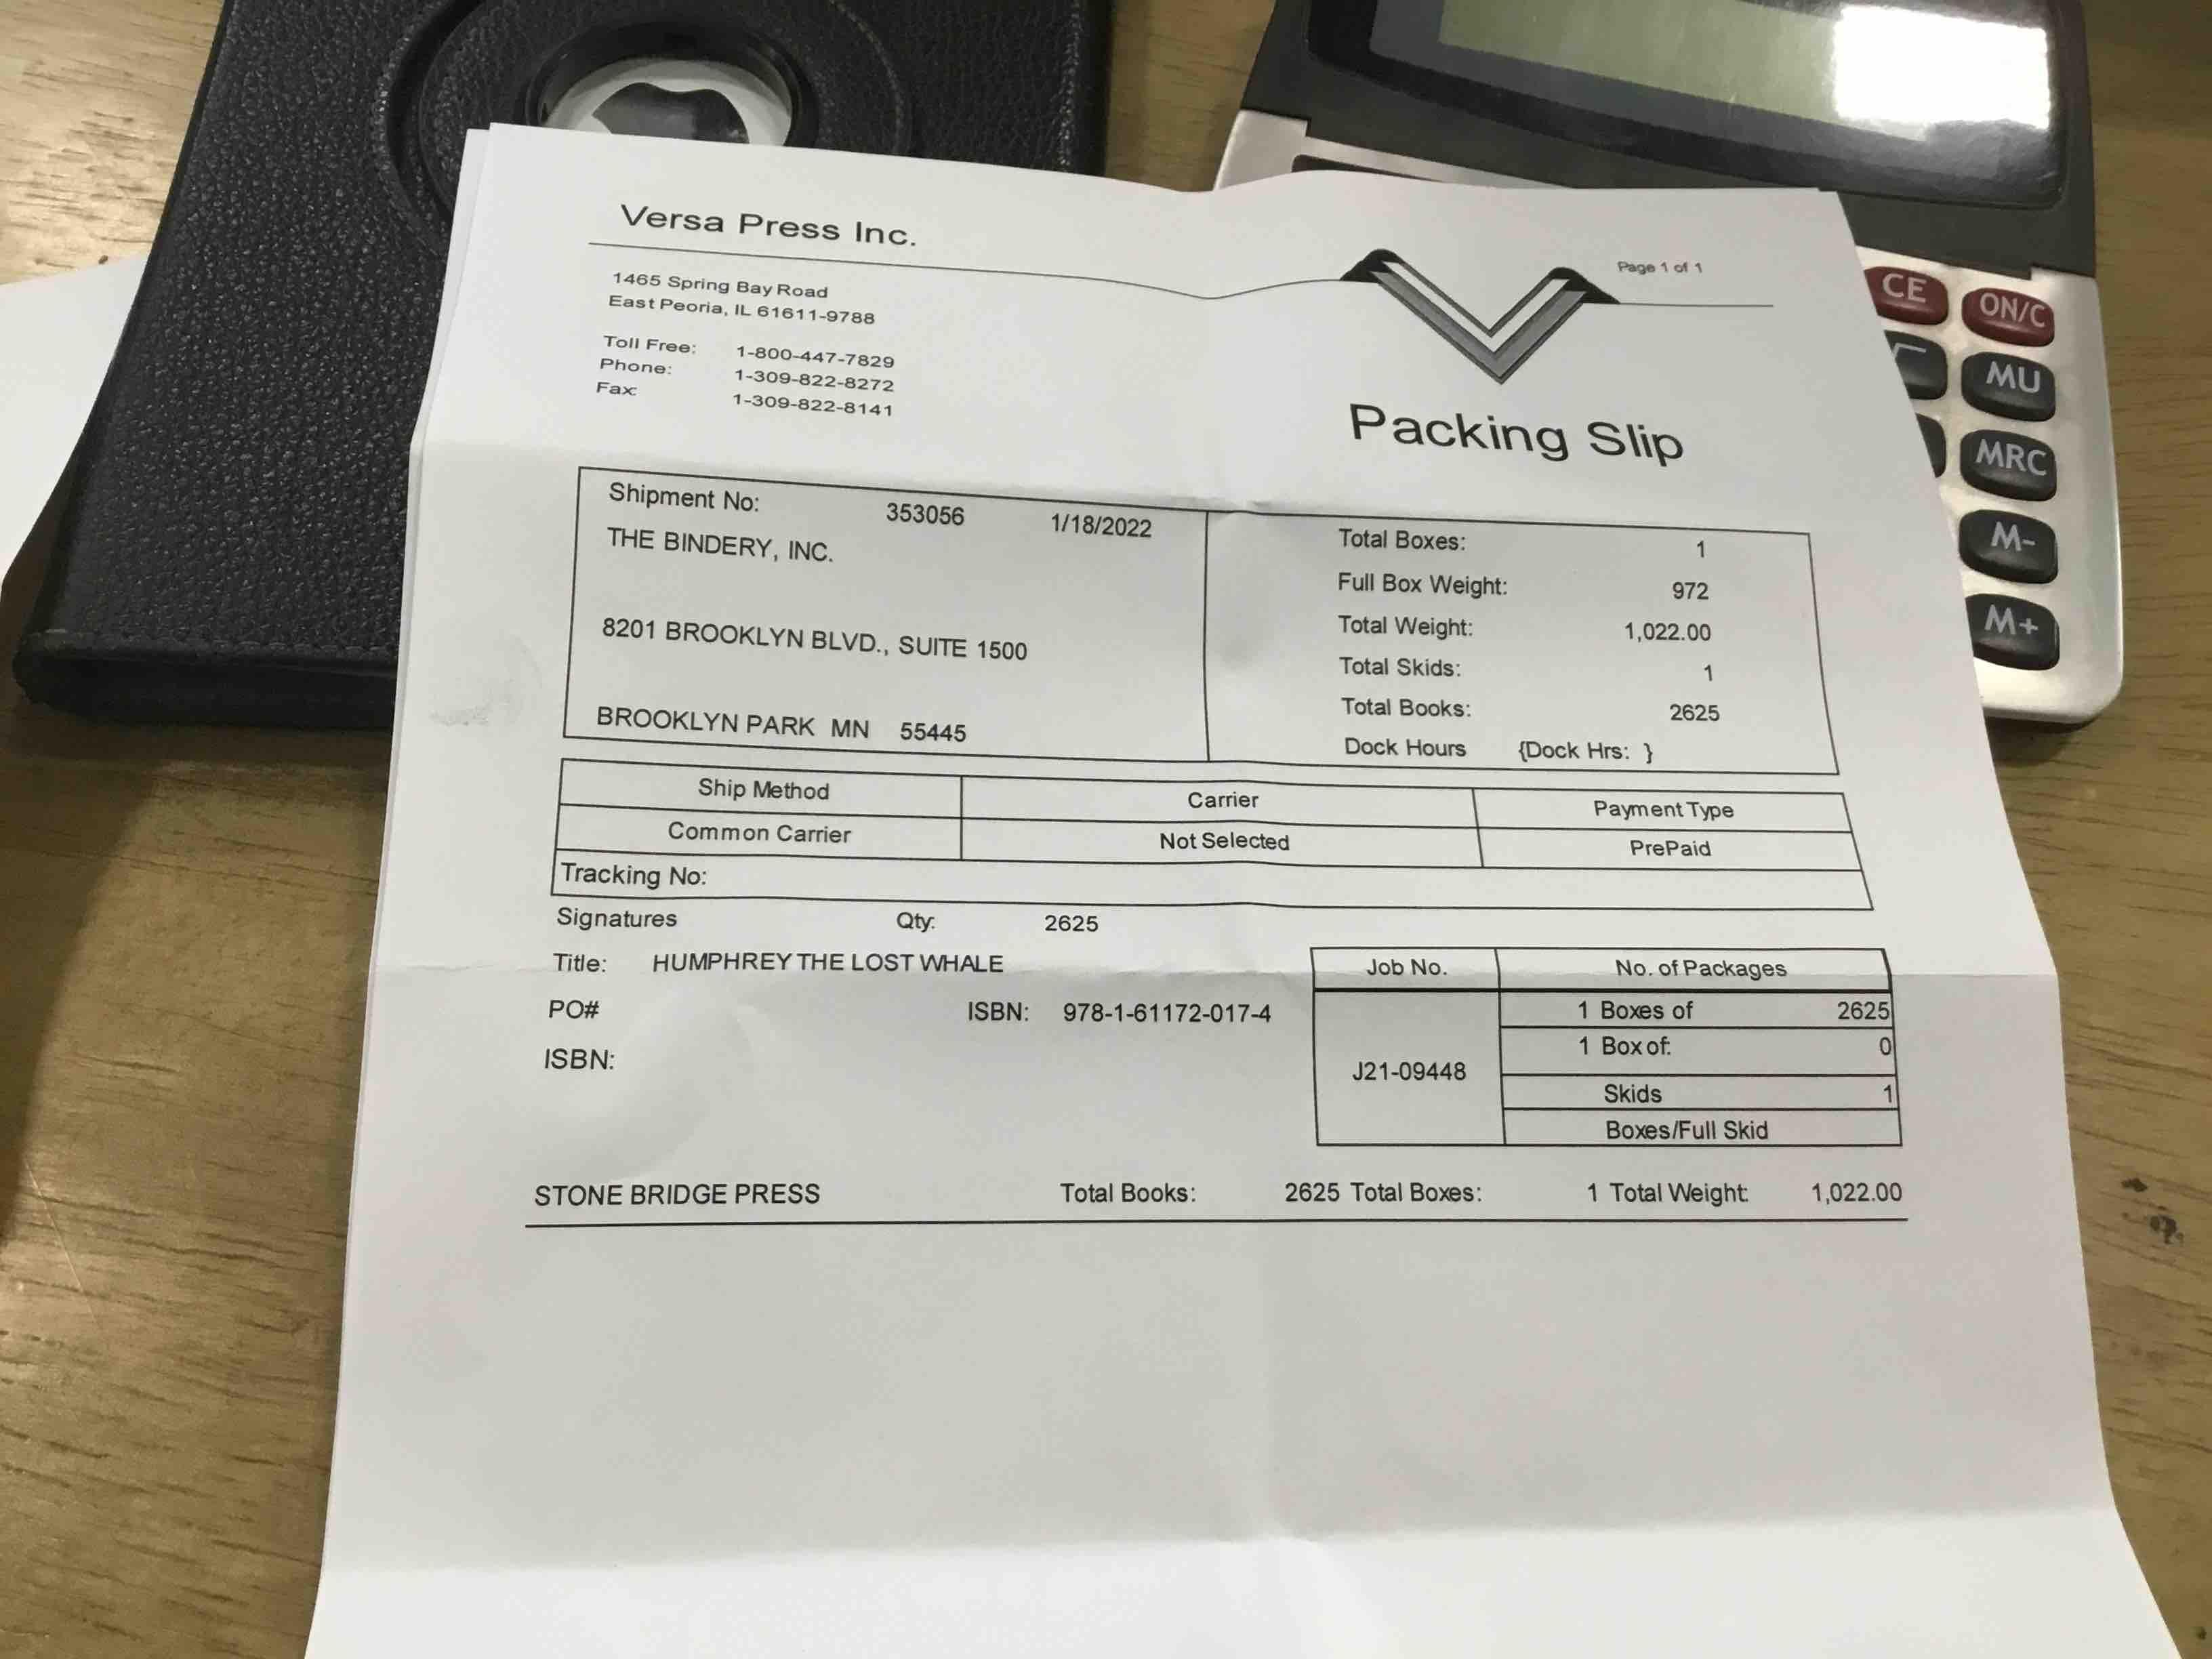 Versa Press Inc.
Page 1 of 1
1465 Spring Bay Road
East Peoria, IL 61611-9788
Toll Free: 1-800-447-7829
Phone: 1-309-822-8272
Fax: 1-309-822-8141
Packing Slip
Shipment No: 353056 1/18/2022
THE BINDERY, INC.
8201 BROOKLYN BLVD., SUITE 1500
BROOKLYN PARK MN 55445
Total Boxes: 1
Full Box Weight: 972
Total Weight: 1,022.00
Total Skids: 1
Total Books: 2625
Dock Hours {Dock Hrs: }
Ship Method Carrier Payment Type
Common Carrier Not Selected PrePaid
Tracking No:
Signatures Qty: 2625
Title: HUMPHREY THE LOST WHALE
PO# ISBN: 978-1-61172-017-4
ISBN:
Job No. No. of Packages
J21-09448
1 Boxes of 2625
1 Box of: 0
Skids 1
Boxes/Full Skid
STONE BRIDGE PRESS Total Books: 2625 Total Boxes: 1 Total Weight: 1,022.00
CE ON/C
√ MU
MRC
M-
M+